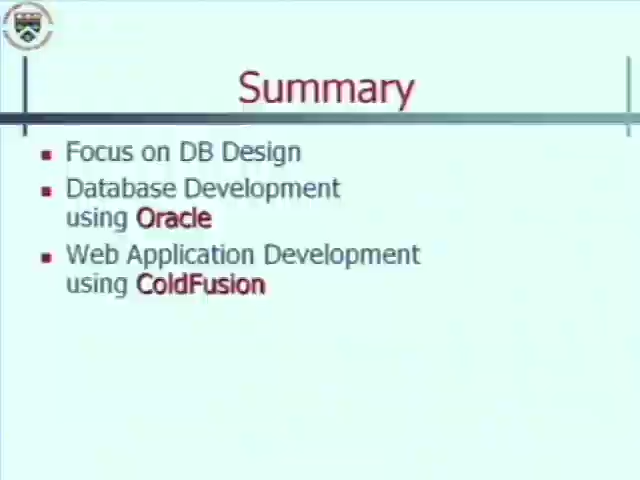 Summary
Focus on DB Design
Database Development
using Oracle
Web Application Development
using ColdFusion